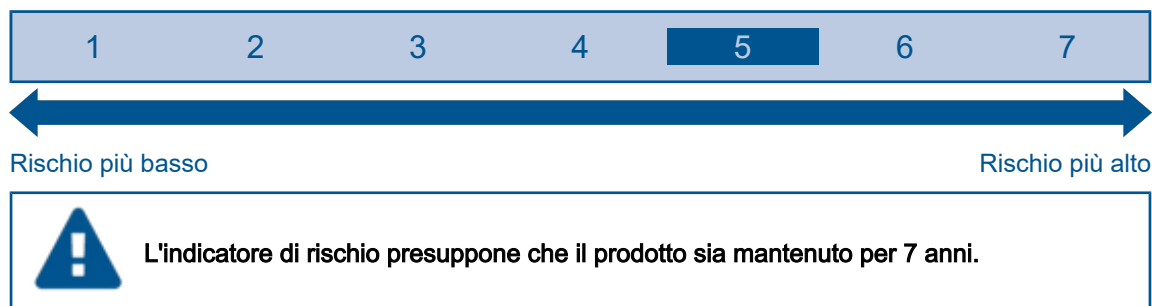 1 2 3 4 5 6 7
Rischio più basso Rischio più alto
L'indicatore di rischio presuppone che il prodotto sia mantenuto per 7 anni.